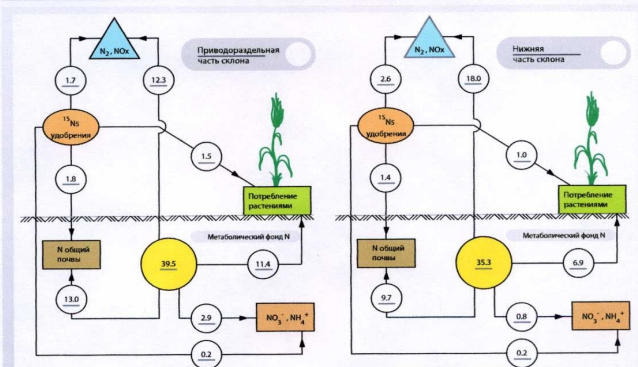 N₂, NOx
Приводораздельная
часть склона
1.7
12.3
¹⁵N₅
удобрения
1.5
1.8
Потребление
растениями
Метаболический фонд N
N общий
почвы
39.5
11.4
13.0
2.9
NO₃⁻, NH₄⁺
0.2
N₂, NOx
Нижняя
часть склона
2.6
18.0
¹⁵N₅
удобрения
1.0
1.4
Потребление
растениями
Метаболический фонд N
N общий
почвы
35.3
6.9
9.7
0.8
NO₃⁻, NH₄⁺
0.2